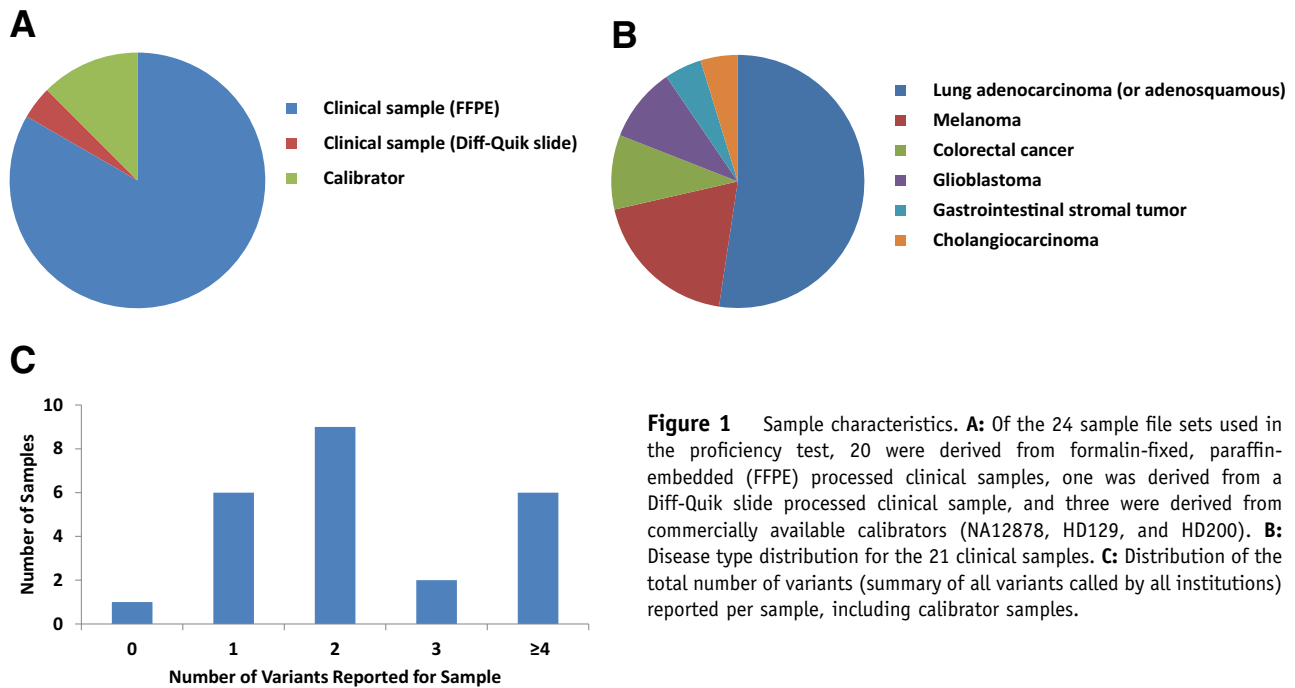 A
Clinical sample (FFPE)
Clinical sample (Diff-Quik slide)
Calibrator
B
Lung adenocarcinoma (or adenosquamous)
Melanoma
Colorectal cancer
Glioblastoma
Gastrointestinal stromal tumor
Cholangiocarcinoma
C
Number of Samples
10
8
6
4
2
0
0 1 2 3 ≥4
Number of Variants Reported for Sample
Figure 1 Sample characteristics. A: Of the 24 sample file sets used in
the proficiency test, 20 were derived from formalin-fixed, paraffin-
embedded (FFPE) processed clinical samples, one was derived from a
Diff-Quik slide processed clinical sample, and three were derived from
commercially available calibrators (NA12878, HD129, and HD200). B:
Disease type distribution for the 21 clinical samples. C: Distribution of the
total number of variants (summary of all variants called by all institutions)
reported per sample, including calibrator samples.